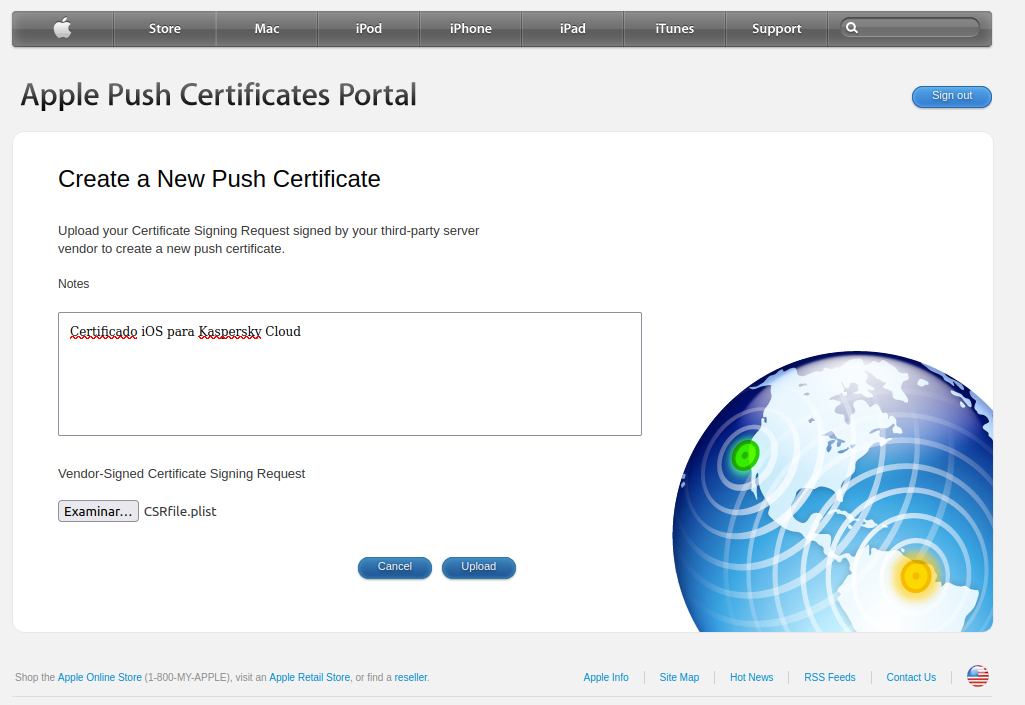 Store Mac iPod iPhone iPad iTunes Support
Apple Push Certificates Portal
Sign out
Create a New Push Certificate
Upload your Certificate Signing Request signed by your third-party server
vendor to create a new push certificate.
Notes
Certificado iOS para Kaspersky Cloud
Vendor-Signed Certificate Signing Request
Examinar... CSRfile.plist
Cancel Upload
Shop the Apple Online Store (1-800-MY-APPLE), visit an Apple Retail Store, or find a reseller. Apple Info Site Map Hot News RSS Feeds Contact Us